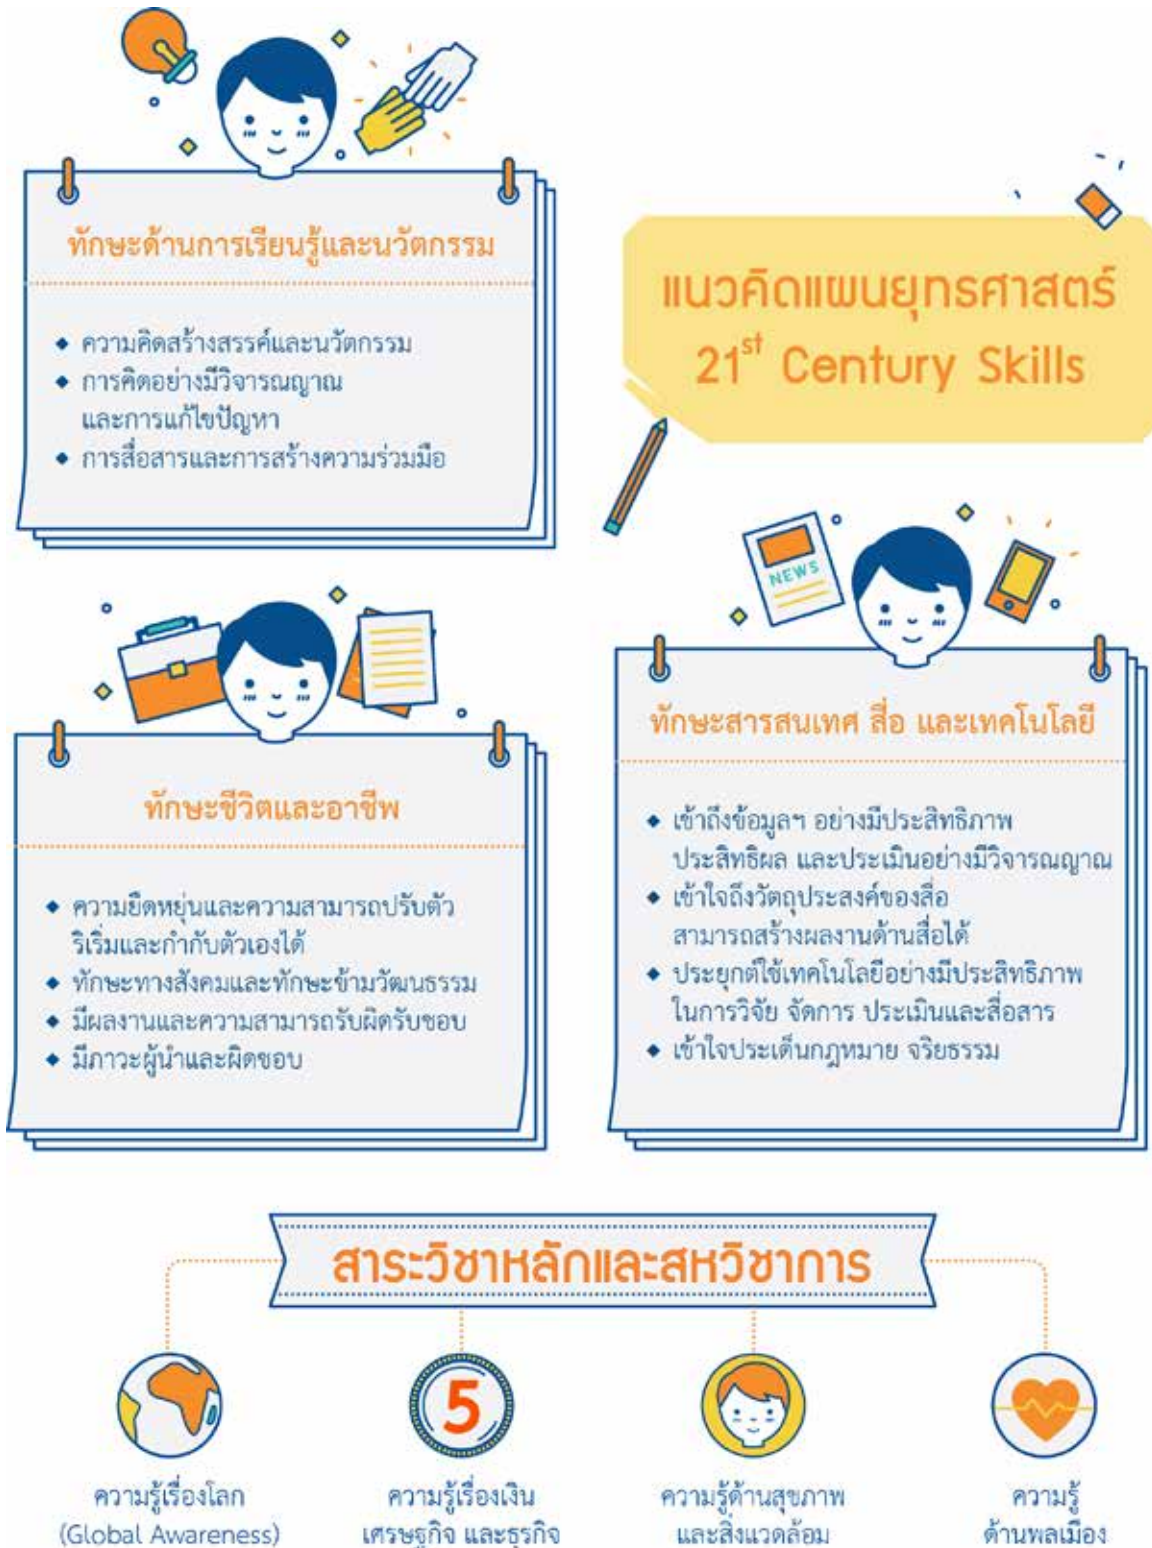 ทักษะด้านการเรียนรู้และนวัตกรรม
ความคิดสร้างสรรค์และนวัตกรรม
การคิดอย่างมีวิจารณญาณ
และการแก้ไขปัญหา
การสื่อสารและการสร้างความร่วมมือ
แนวคิดแผนยุทธศาสตร์
21st Century Skills
NEWS
ทักษะชีวิตและอาชีพ
ความยืดหยุ่นและความสามารถปรับตัว
ริเริ่มและกำกับตัวเองได้
ทักษะทางสังคมและทักษะข้ามวัฒนธรรม
มีผลงานและความสามารถรับผิดรับชอบ
มีภาวะผู้นำและผิดชอบ
ทักษะสารสนเทศ สื่อ และเทคโนโลยี
เข้าถึงข้อมูลฯ อย่างมีประสิทธิภาพ
ประสิทธิผล และประเมินอย่างมีวิจารณญาณ
เข้าใจถึงวัตถุประสงค์ของสื่อ
สามารถสร้างผลงานด้านสื่อได้
ประยุกต์ใช้เทคโนโลยีอย่างมีประสิทธิภาพ
ในการวิจัย จัดการ ประเมินและสื่อสาร
เข้าใจประเด็นกฎหมาย จริยธรรม
สาระวิชาหลักและสหวิชาการ
5
ความรู้เรื่องโลก
(Global Awareness)
ความรู้เรื่องเงิน
เศรษฐกิจ และธุรกิจ
ความรู้ด้านสุขภาพ
และสิ่งแวดล้อม
ความรู้
ด้านพลเมือง